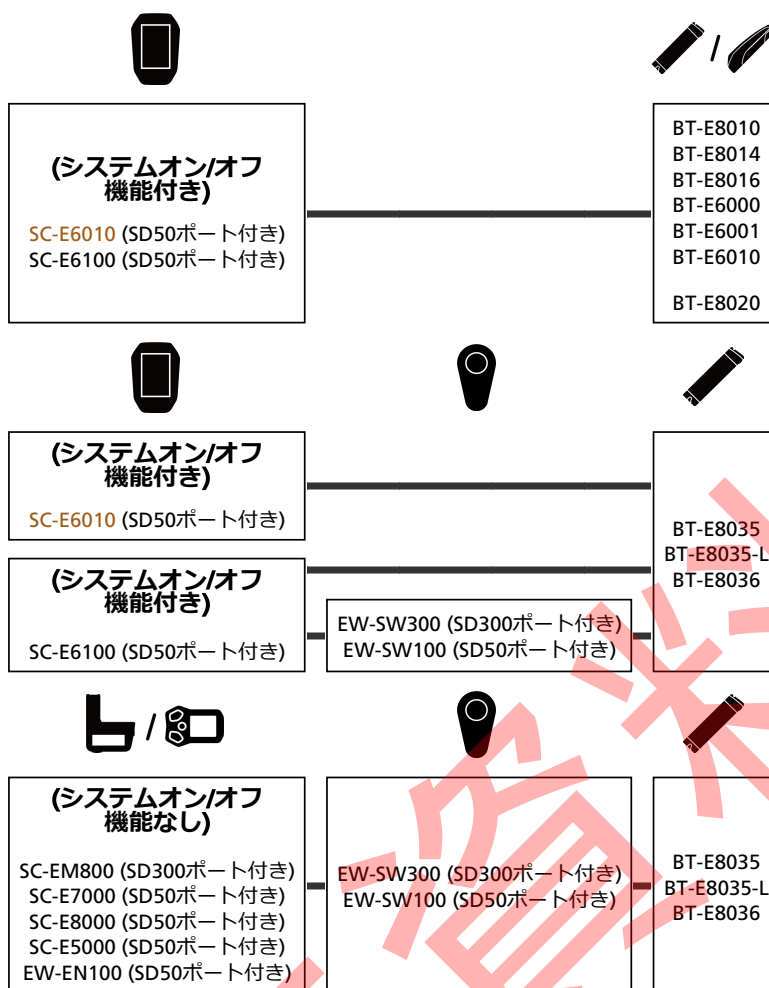 (システムオン/オフ
機能付き)
SC-E6010 (SD50ポート付き)
SC-E6100 (SD50ポート付き)
BT-E8010
BT-E8014
BT-E8016
BT-E6000
BT-E6001
BT-E6010
BT-E8020
(システムオン/オフ
機能付き)
SC-E6010 (SD50ポート付き)
(システムオン/オフ
機能付き)
SC-E6100 (SD50ポート付き)
EW-SW300 (SD300ポート付き)
EW-SW100 (SD50ポート付き)
BT-E8035
BT-E8035-L
BT-E8036
/
(システムオン/オフ
機能なし)
SC-EM800 (SD300ポート付き)
SC-E7000 (SD50ポート付き)
SC-E8000 (SD50ポート付き)
SC-E5000 (SD50ポート付き)
EW-EN100 (SD50ポート付き)
EW-SW300 (SD300ポート付き)
EW-SW100 (SD50ポート付き)
BT-E8035
BT-E8035-L
BT-E8036